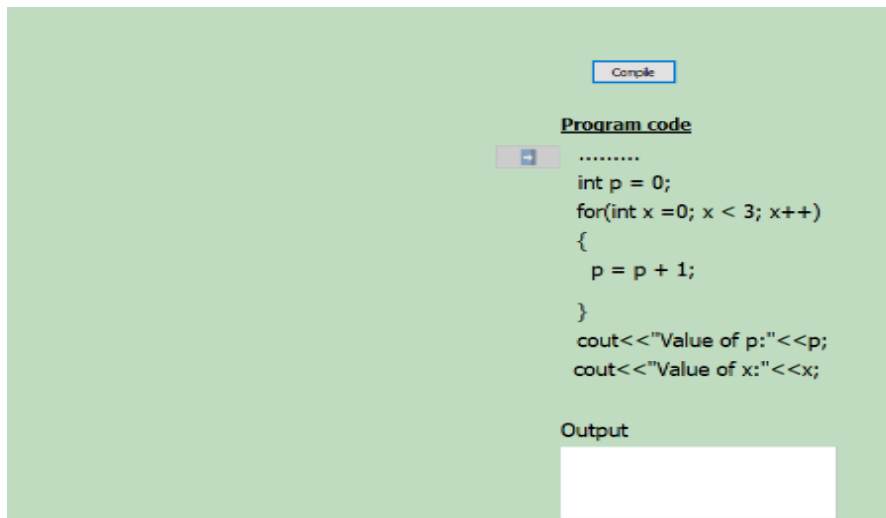 Compile
Program code
.........
int p = 0;
for(int x =0; x < 3; x++)
{
p = p + 1;
}
cout<<"Value of p:"<<p;
cout<<"Value of x:"<<x;
Output